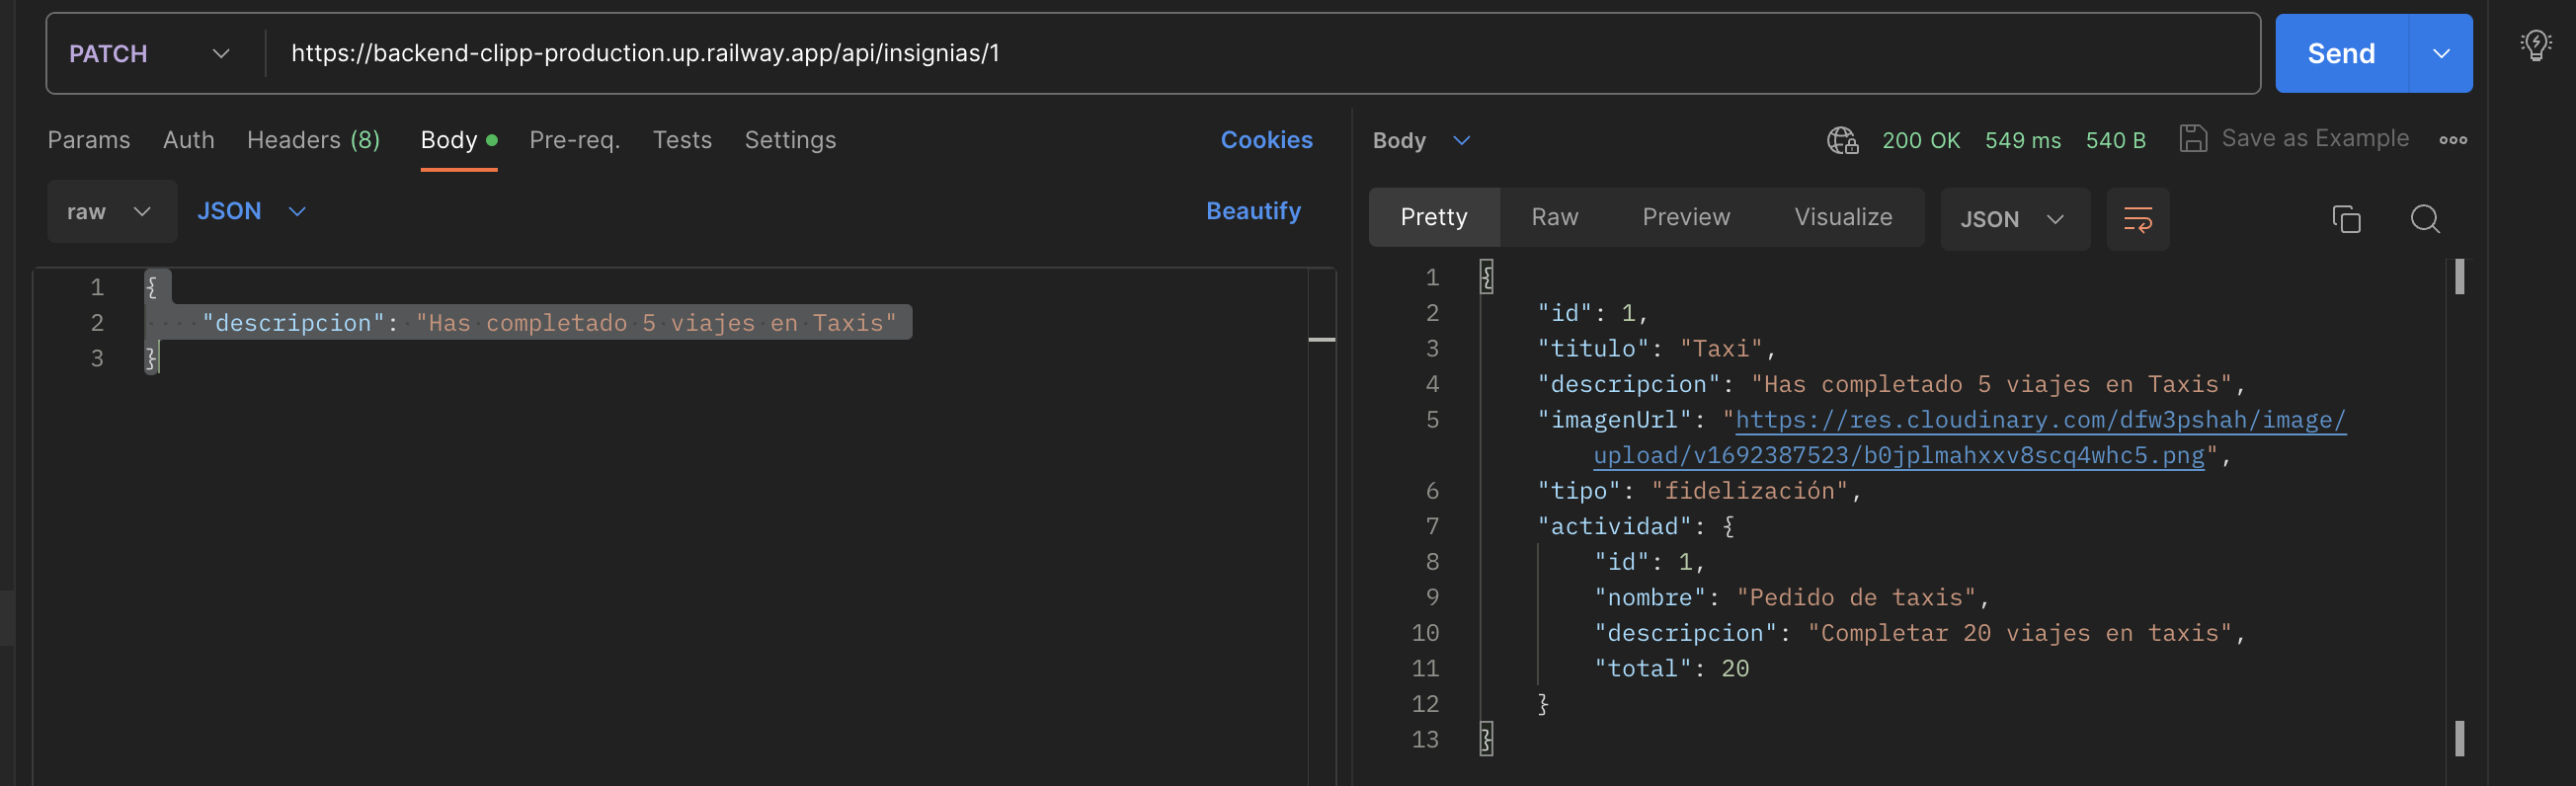 PATCH https://backend-clipp-production.up.railway.app/api/insignias/1 Send
Params Auth Headers (8) Body Pre-req. Tests Settings Cookies
raw JSON Beautify
1 {
2 "descripcion": "Has completado 5 viajes en Taxis"
3 }
Body 200 OK 549 ms 540 B Save as Example
Pretty Raw Preview Visualize JSON
1 {
2 "id": 1,
3 "titulo": "Taxi",
4 "descripcion": "Has completado 5 viajes en Taxis",
5 "imagenUrl": "https://res.cloudinary.com/dfw3pshah/image/
upload/v1692387523/b0jplmahxxv8scq4whc5.png",
6 "tipo": "fidelización",
7 "actividad": {
8 "id": 1,
9 "nombre": "Pedido de taxis",
10 "descripcion": "Completar 20 viajes en taxis",
11 "total": 20
12 }
13 }